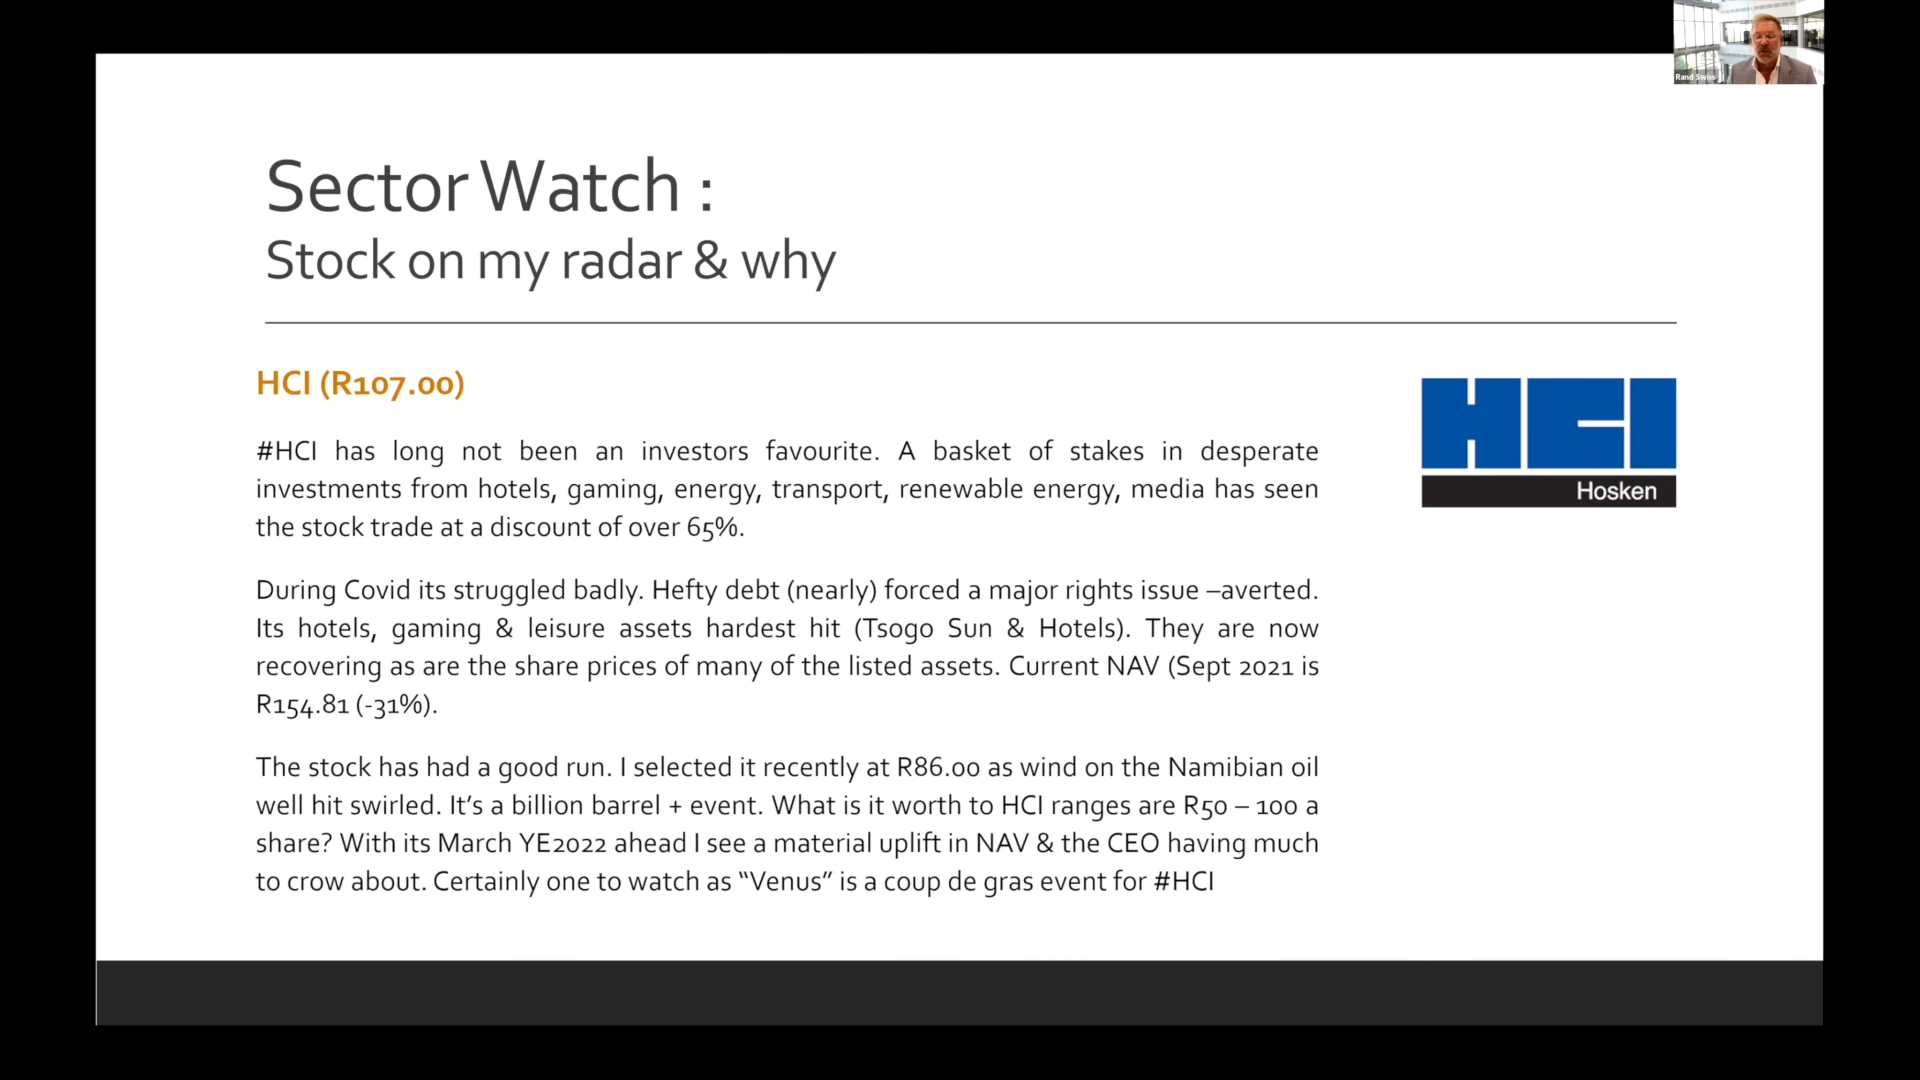 Rand Swiss
Sector Watch :
Stock on my radar & why
HCI (R107.00)
#HCI has long not been an investors favourite. A basket of stakes in desperate
investments from hotels, gaming, energy, transport, renewable energy, media has seen
the stock trade at a discount of over 65%.
During Covid its struggled badly. Hefty debt (nearly) forced a major rights issue –averted.
Its hotels, gaming & leisure assets hardest hit (Tsogo Sun & Hotels). They are now
recovering as are the share prices of many of the listed assets. Current NAV (Sept 2021 is
R154.81 (-31%).
The stock has had a good run. I selected it recently at R86.00 as wind on the Namibian oil
well hit swirled. It’s a billion barrel + event. What is it worth to HCI ranges are R50 – 100 a
share? With its March YE2022 ahead I see a material uplift in NAV & the CEO having much
to crow about. Certainly one to watch as “Venus” is a coup de gras event for #HCI
HCI
Hosken